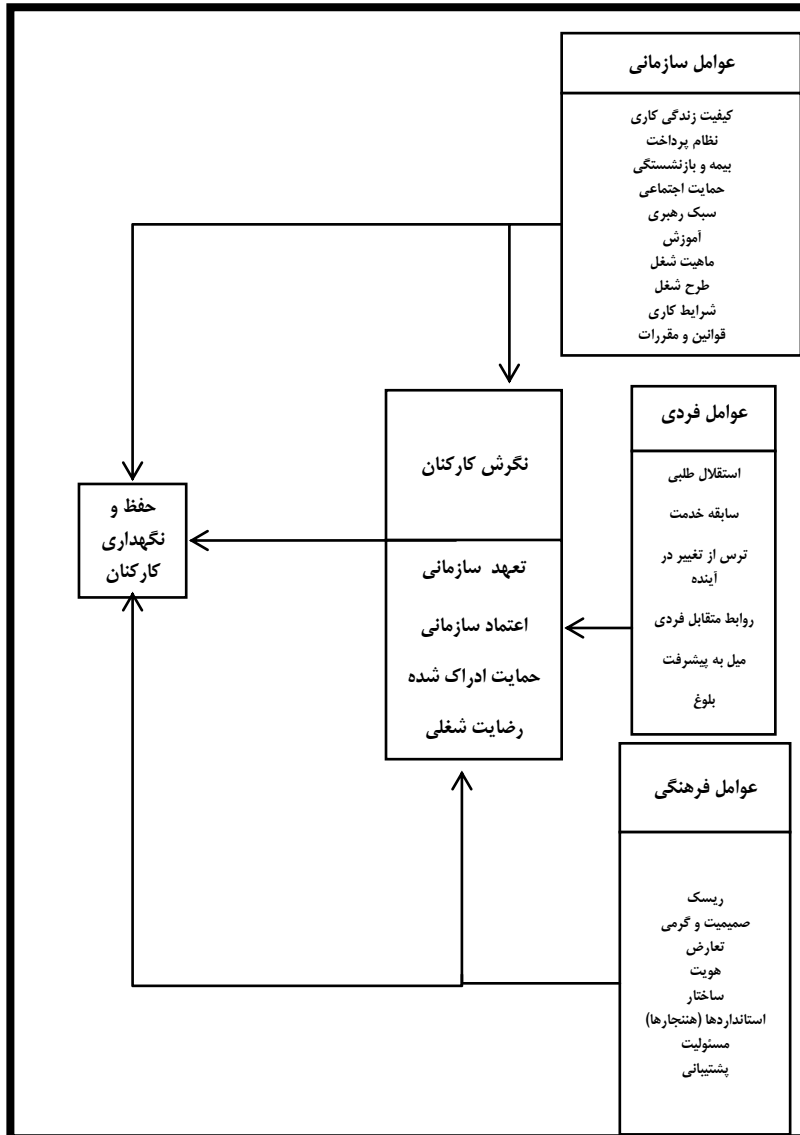 عوامل سازمانی
کیفیت زندگی کاری
نظام پرداخت
بیمه و بازنشستگی
حمایت اجتماعی
سبک رهبری
آموزش
ماهیت شغل
طرح شغل
شرایط کاری
قوانین و مقررات
عوامل فردی
استقلال طلبی
سابقه خدمت
ترس از تغییر در
آینده
روابط متقابل فردی
میل به پیشرفت
بلوغ
عوامل فرهنگی
ریسک
صمیمیت و گرمی
تعارض
هویت
ساختار
استانداردها (هننجارها)
مسئولیت
پشتیبانی
نگرش کارکنان
تعهد سازمانی
اعتماد سازمانی
حمایت ادراک شده
رضایت شغلی
حفظ و
نگهداری
کارکنان